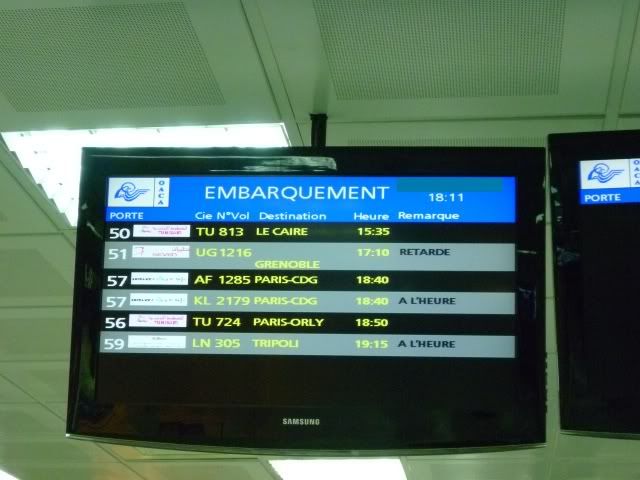 OACA EMBARQUEMENT 18:11
PORTE Cie N°Vol Destination Heure Remarque
50 TU 813 LE CAIRE 15:35
51 UG 1216 GRENOBLE 17:10 RETARDE
57 AF 1285 PARIS-CDG 18:40
57 KL 2179 PARIS-CDG 18:40 A L'HEURE
56 TU 724 PARIS-ORLY 18:50
59 LN 305 TRIPOLI 19:15 A L'HEURE
SAMSUNG
OACA
PORTE